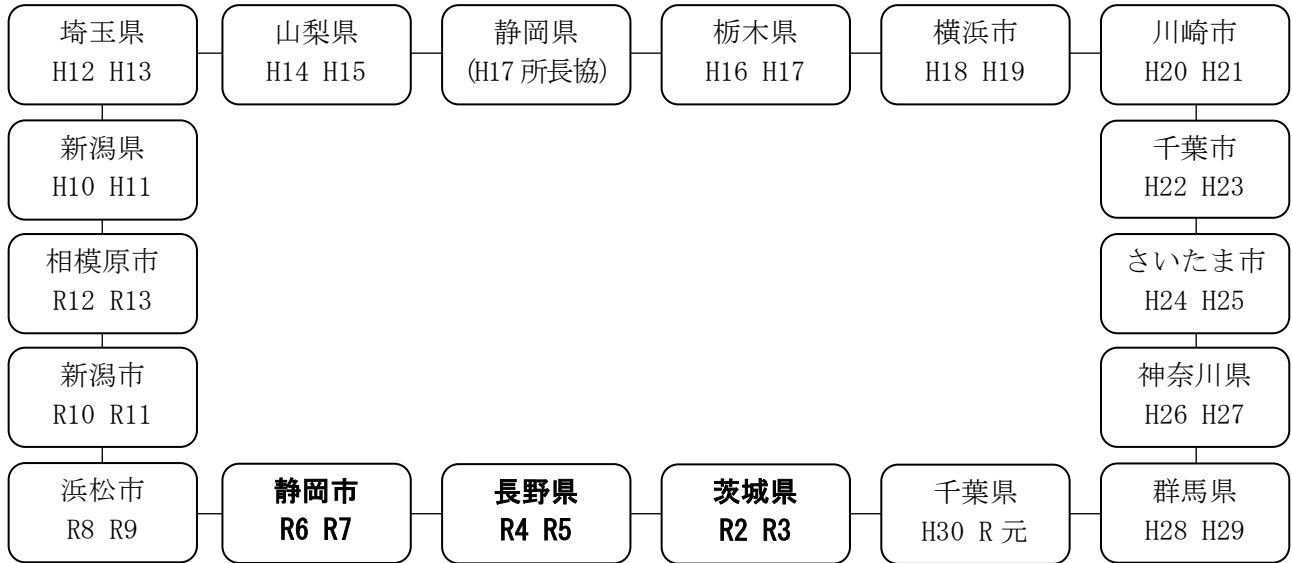 埼玉県
H12 H13
山梨県
H14 H15
静岡県
(H17 所長協)
栃木県
H16 H17
横浜市
H18 H19
川崎市
H20 H21
新潟県
H10 H11
千葉市
H22 H23
相模原市
R12 R13
さいたま市
H24 H25
新潟市
R10 R11
神奈川県
H26 H27
浜松市
R8 R9
静岡市
R6 R7
長野県
R4 R5
茨城県
R2 R3
千葉県
H30 R 元
群馬県
H28 H29